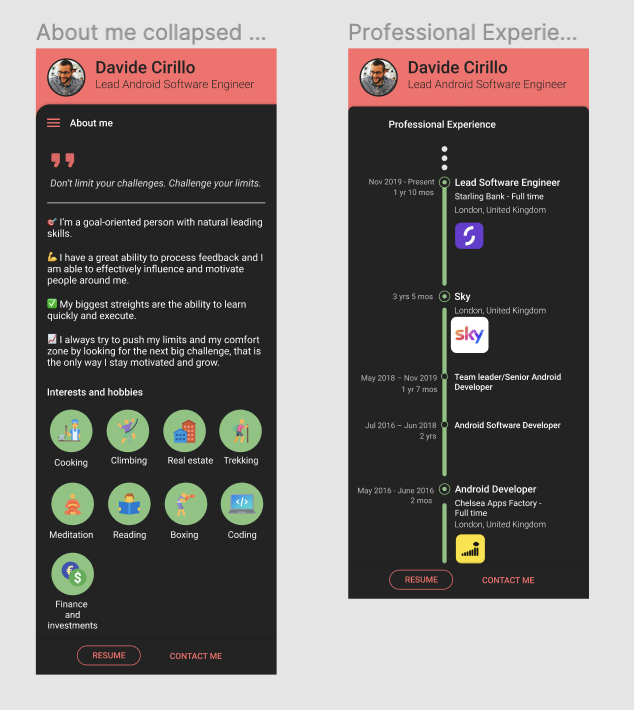 About me collapsed ...
Davide Cirillo
Lead Android Software Engineer
About me
Don't limit your challenges. Challenge your limits.
I'm a goal-oriented person with natural leading
skills.
I have a great ability to process feedback and I
am able to effectively influence and motivate
people around me.
My biggest streights are the ability to learn
quickly and execute.
I always try to push my limits and my comfort
zone by looking for the next big challenge, that is
the only way I stay motivated and grow.
Interests and hobbies
Cooking
Climbing
Real estate
Trekking
Meditation
Reading
Boxing
Coding
Finance
and
investments
RESUME
CONTACT ME
Professional Experie...
Davide Cirillo
Lead Android Software Engineer
Professional Experience
Nov 2019 - Present
1 yr 10 mos
Lead Software Engineer
Starling Bank - Full time
London, United Kingdom
3 yrs 5 mos
Sky
London, United Kingdom
sky
May 2018 – Nov 2019
1 yr 7 mos
Team leader/Senior Android
Developer
Jul 2016 – Jun 2018
2 yrs
Android Software Developer
May 2016 - June 2016
2 mos
Android Developer
Chelsea Apps Factory -
Full time
London, United Kingdom
RESUME
CONTACT ME